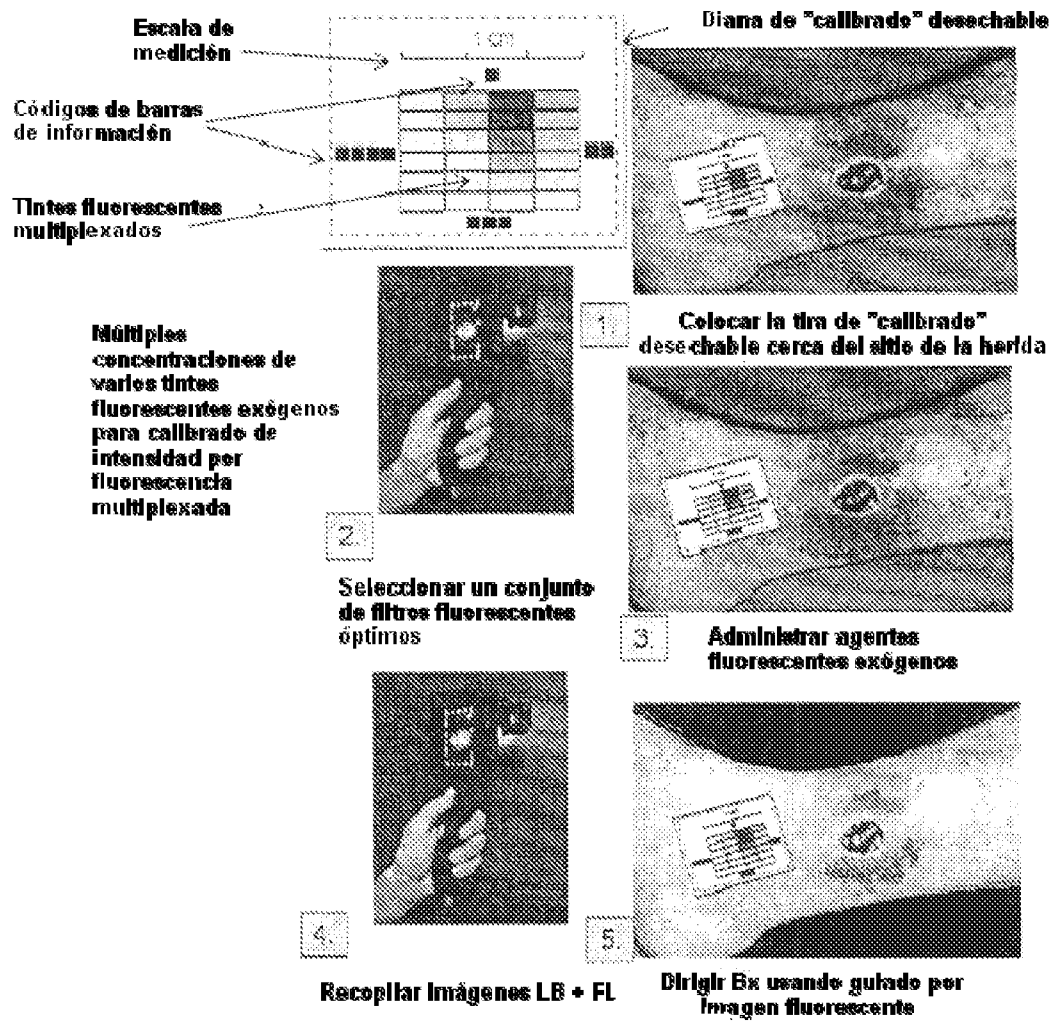 Escala de
medición
1 cm
Diana de "calibrado" desechable
Códigos de barras
de información
Tintes fluorescentes
multiplexados
Múltiples
concentraciones de
varios tintes
fluorescentes exógenos
para calibrado de
intensidad por
fluorescencia
multiplexada
1.
Colocar la tira de "calibrado"
desechable cerca del sitio de la herida
2.
Seleccionar un conjunto
de filtros fluorescentes
óptimos
3.
Administrar agentes
fluorescentes exógenos
4.
Recopilar imágenes LB + FL
5.
Dirigir Bx usando guiado por
imagen fluorescente